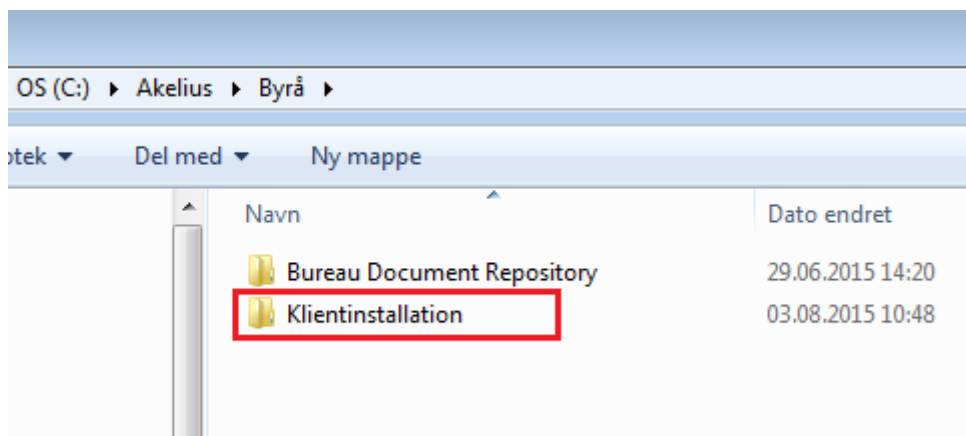 OS (C:) ▸ Akelius ▸ Byrå ▸
Del med Ny mappe
Navn Dato endret
Bureau Document Repository 29.06.2015 14:20
Klientinstallation 03.08.2015 10:48